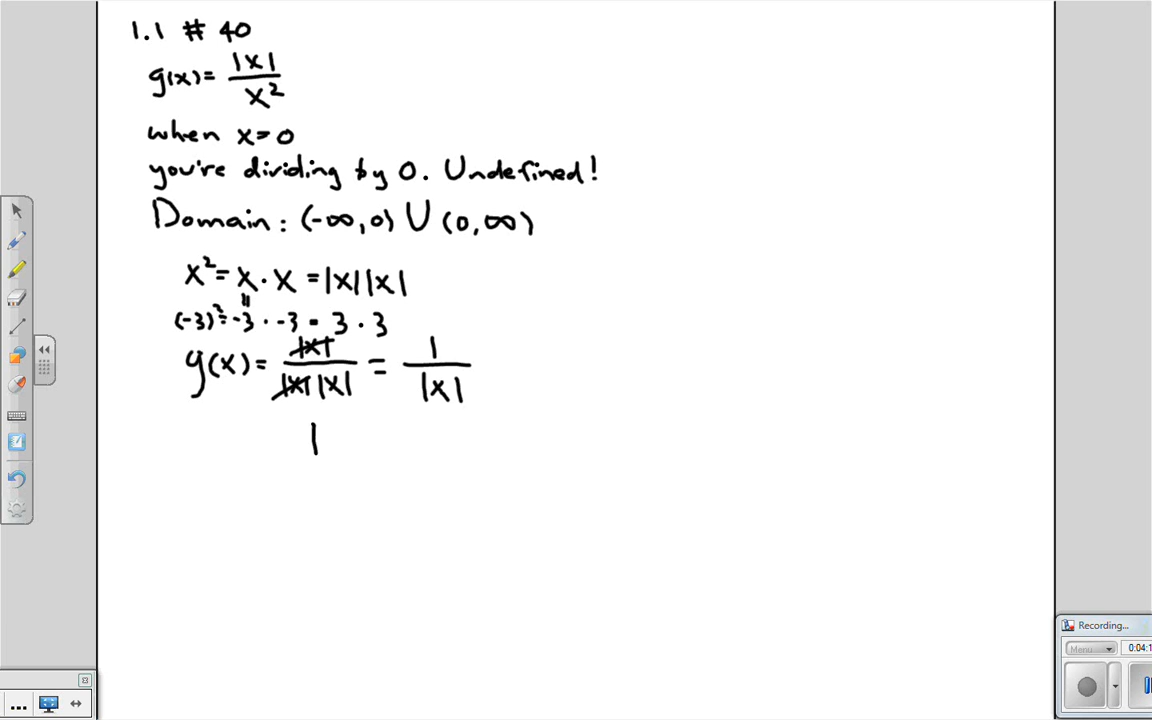 1.1 # 40
g(x)= |x| / x²
when x=0
you're dividing by 0. Undefined!
Domain: (-∞,0) ∪ (0,∞)
x² = x · x = |x||x|
(-3)² = -3 · -3 = 3 · 3
g(x) = |x| / |x||x| = 1 / |x|
|
Recording...
Menu
0:04:1